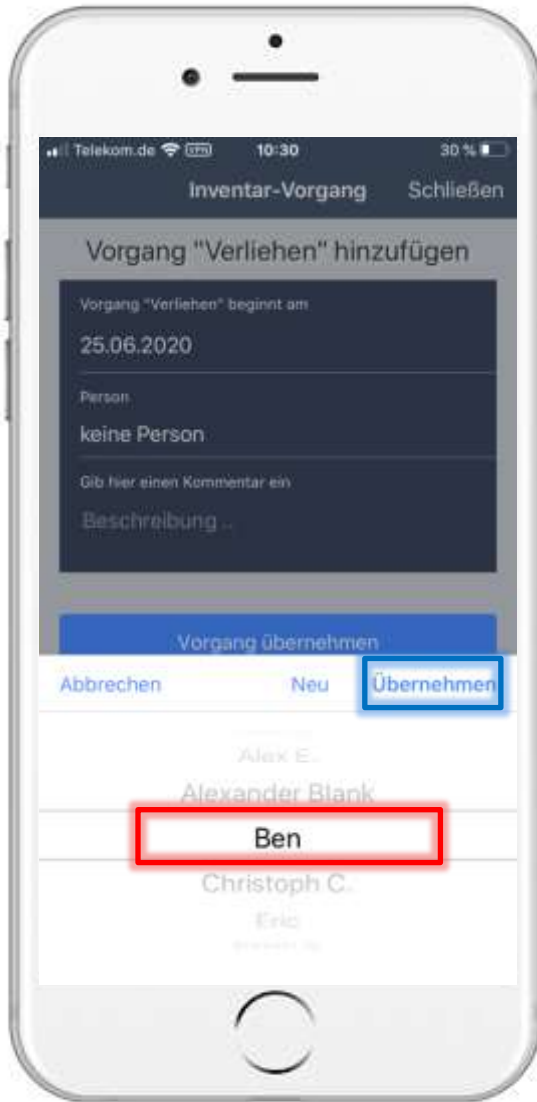 Telekom.de VPN 10:30 30 %
Inventar-Vorgang Schließen
Vorgang "Verliehen" hinzufügen
Vorgang "Verliehen" beginnt am
25.06.2020
Person
keine Person
Gib hier einen Kommentar ein
Beschreibung ..
Vorgang übernehmen
Abbrechen Neu Übernehmen
Alex E.
Alexander Blank
Ben
Christoph C.
Eric